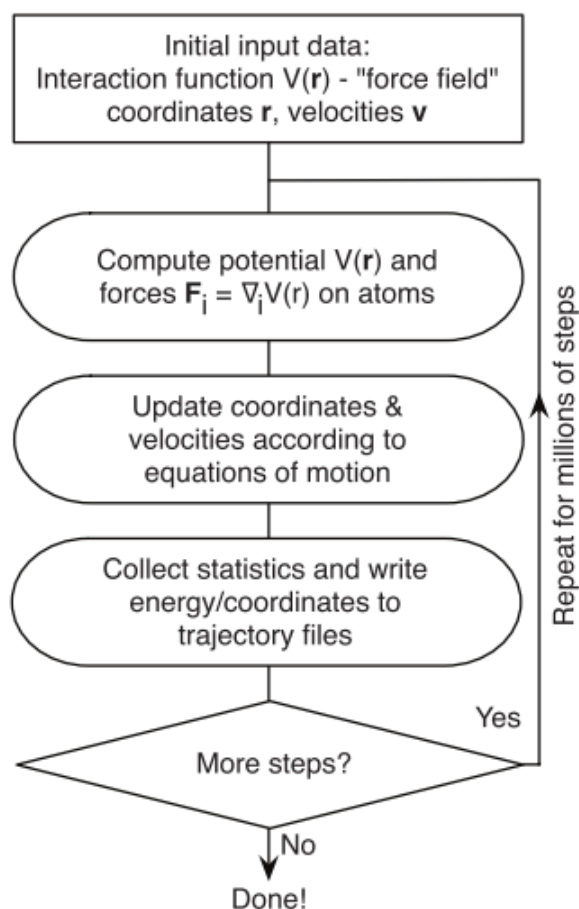 Initial input data:
Interaction function V(r) - "force field"
coordinates r, velocities v
Compute potential V(r) and
forces Fi = ∇iV(r) on atoms
Update coordinates &
velocities according to
equations of motion
Collect statistics and write
energy/coordinates to
trajectory files
More steps?
Yes
No
Done!
Repeat for millions of steps